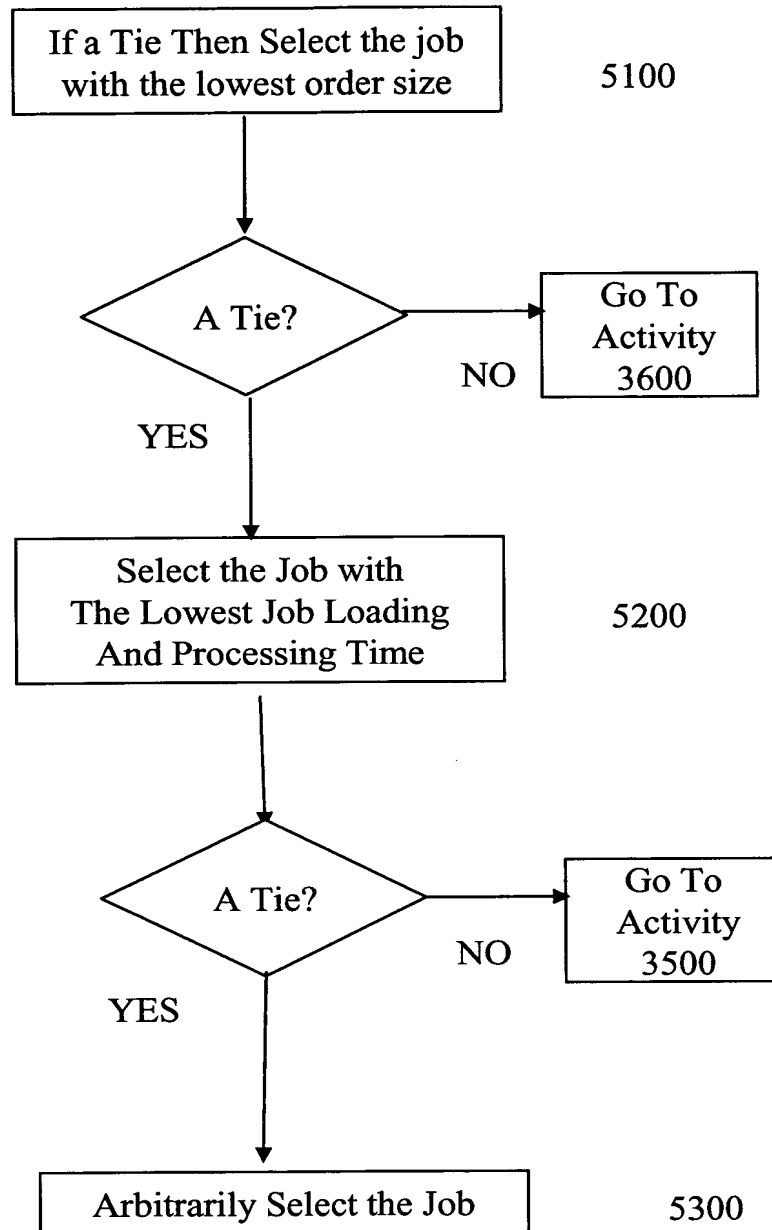 If a Tie Then Select the job
with the lowest order size
5100
A Tie?
Go To
Activity
3600
NO
YES
Select the Job with
The Lowest Job Loading
And Processing Time
5200
A Tie?
Go To
Activity
3500
NO
YES
Arbitrarily Select the Job
5300